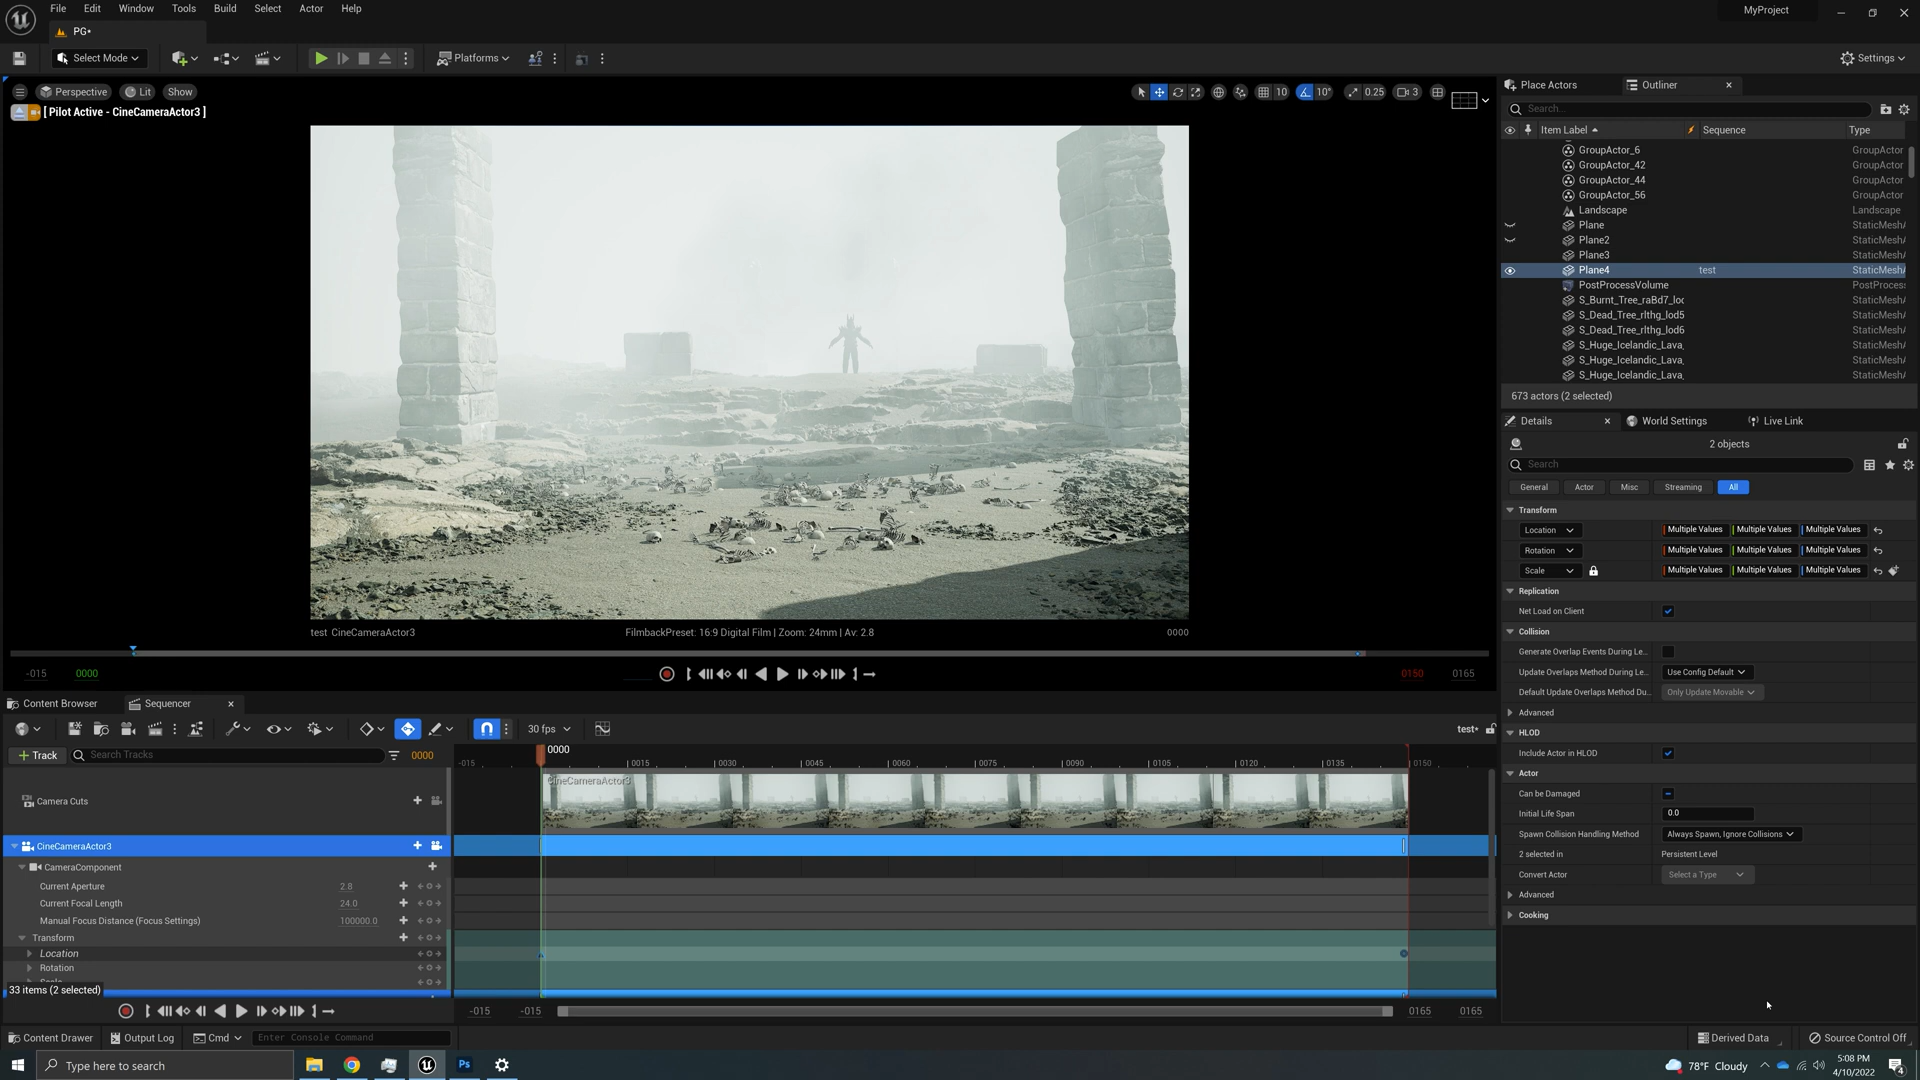 File Edit Window Tools Build Select Actor Help
MyProject
PG*
Select Mode
Platforms
Settings
Perspective Lit Show
10 10° 0.25 3
[ Pilot Active - CineCameraActor3 ]
test CineCameraActor3
FilmbackPreset: 16:9 Digital Film | Zoom: 24mm | Av: 2.8
0000
-015 0000
0150 0165
Place Actors
Outliner
Search...
Item Label
Sequence
Type
GroupActor_6 GroupActor
GroupActor_42 GroupActor
GroupActor_44 GroupActor
GroupActor_56 GroupActor
Landscape Landscape
Plane StaticMesh
Plane2 StaticMesh
Plane3 StaticMesh
Plane4 test StaticMesh
PostProcessVolume PostProcess
S_Burnt_Tree_raBd7_loc StaticMesh
S_Dead_Tree_rlthg_lod5 StaticMesh
S_Dead_Tree_rlthg_lod6 StaticMesh
S_Huge_Icelandic_Lava_ StaticMesh
S_Huge_Icelandic_Lava_ StaticMesh
S_Huge_Icelandic_Lava_ StaticMesh
673 actors (2 selected)
Details
World Settings
Live Link
2 objects
Search
General Actor Misc Streaming All
Transform
Location Multiple Values Multiple Values Multiple Values
Rotation Multiple Values Multiple Values Multiple Values
Scale Multiple Values Multiple Values Multiple Values
Replication
Net Load on Client
Collision
Generate Overlap Events During Le...
Update Overlaps Method During Le... Use Config Default
Default Update Overlaps Method Du... Only Update Movable
Advanced
HLOD
Include Actor in HLOD
Actor
Can be Damaged
Initial Life Span 0.0
Spawn Collision Handling Method Always Spawn, Ignore Collisions
2 selected in Persistent Level
Convert Actor Select a Type
Advanced
Cooking
Content Browser
Sequencer
30 fps
test*
Track
Search Tracks
0000
0000
-015 0015 0030 0045 0060 0075 0090 0105 0120 0135 0150
CineCameraActor3
Camera Cuts
CineCameraActor3
CameraComponent
Current Aperture 2.8
Current Focal Length 24.0
Manual Focus Distance (Focus Settings) 100000.0
Transform
Location
Rotation
33 items (2 selected)
-015 -015 0165 0165
Content Drawer
Output Log
Cmd
Enter Console Command
Derived Data
Source Control Off
Type here to search
Ps
78°F Cloudy
5:08 PM
4/10/2022
4